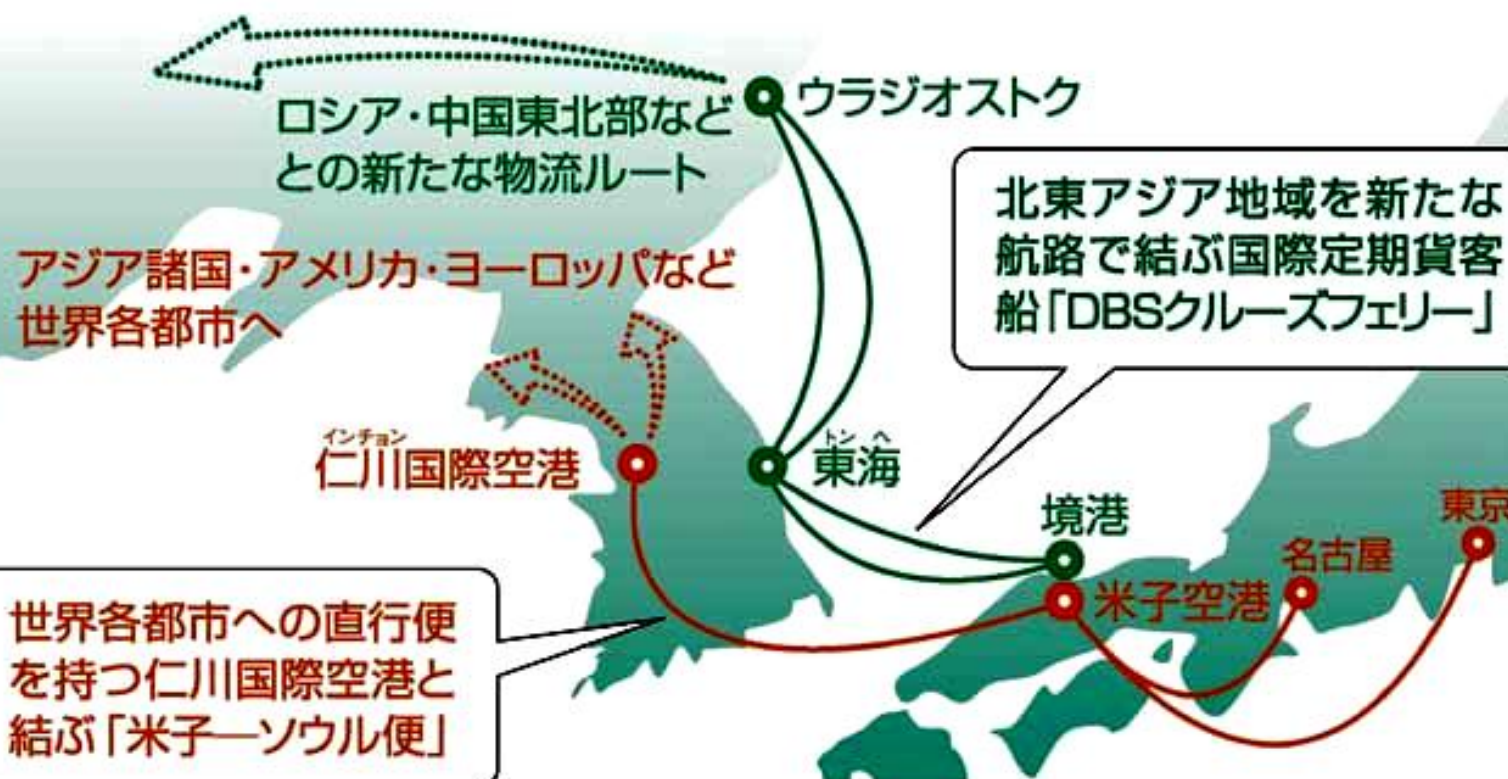 ウラジオストク
ロシア・中国東北部など
との新たな物流ルート
北東アジア地域を新たな
航路で結ぶ国際定期貨客
船「DBSクルーズフェリー」
アジア諸国・アメリカ・ヨーロッパなど
世界各都市へ
インチョン
仁川国際空港
トンヘ
東海
境港
東京
名古屋
米子空港
世界各都市への直行便
を持つ仁川国際空港と
結ぶ「米子―ソウル便」